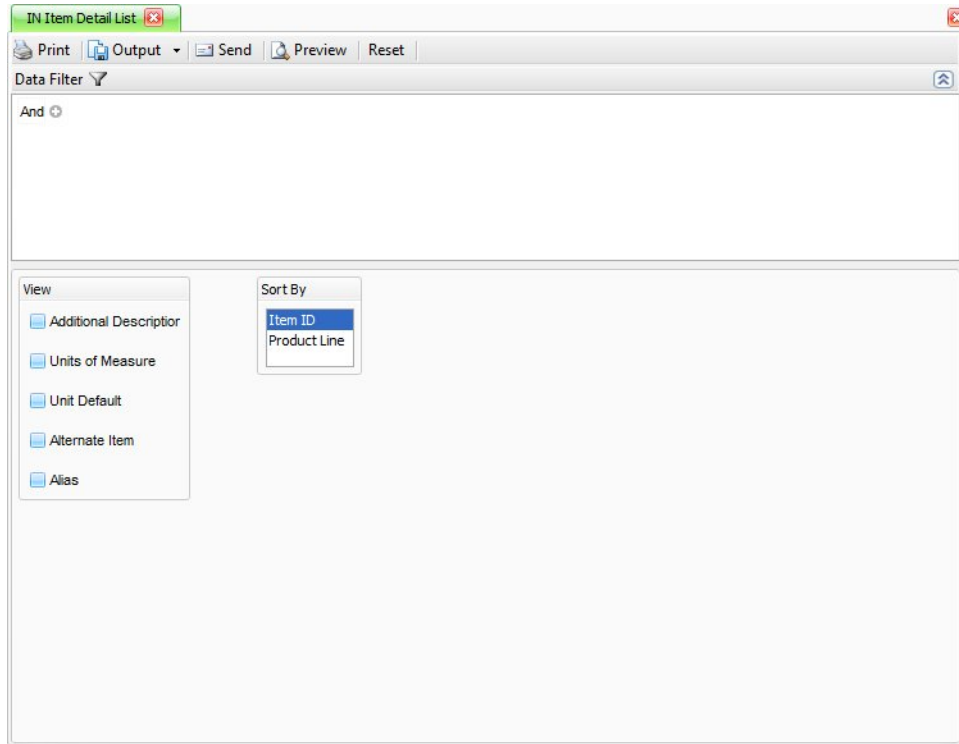 IN Item Detail List
Print Output Send Preview Reset
Data Filter
And
View
Additional Descriptior
Units of Measure
Unit Default
Alternate Item
Alias
Sort By
Item ID
Product Line